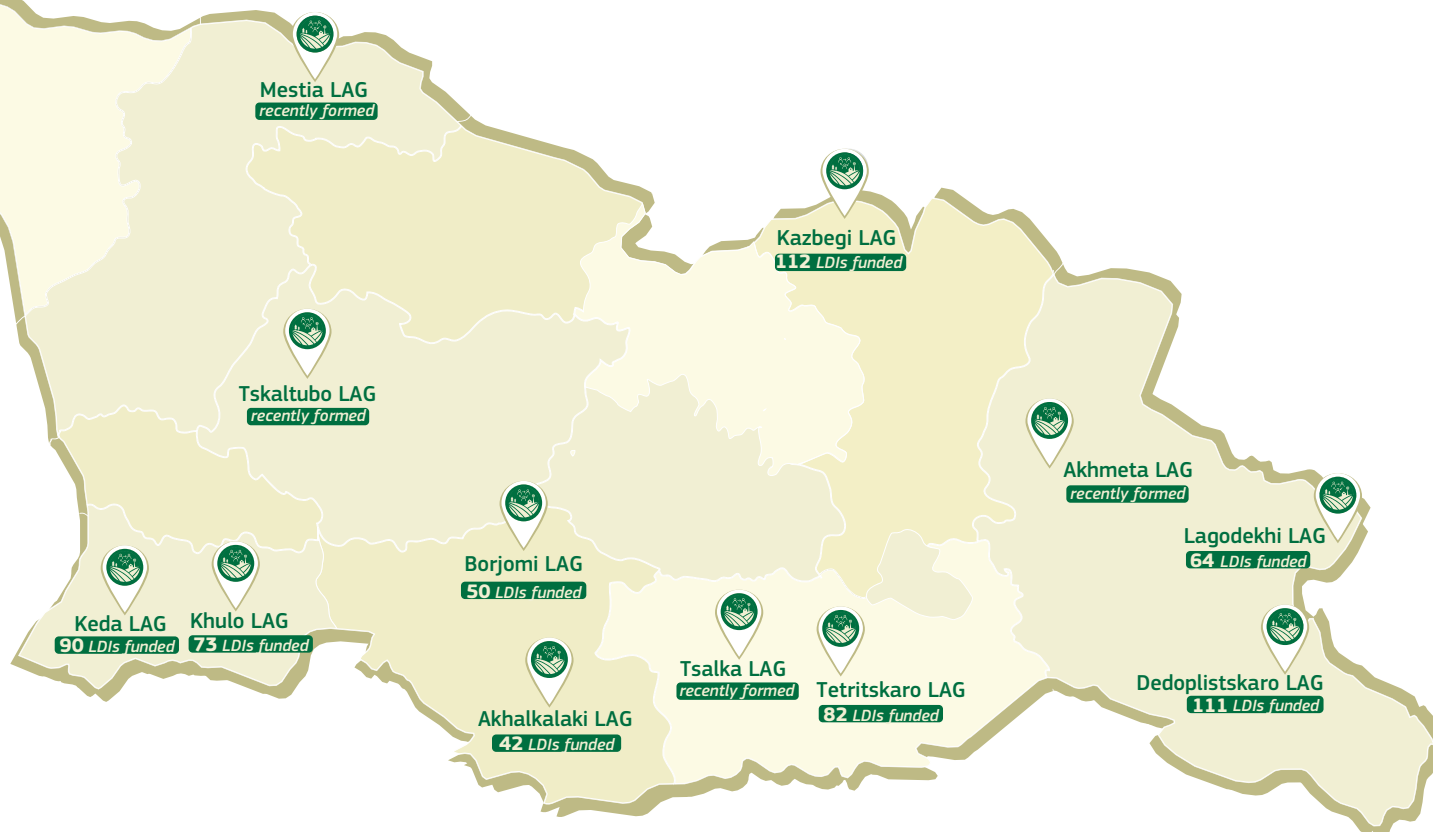 Mestia LAG
recently formed
Kazbegi LAG
112 LDIs funded
Tskaltubo LAG
recently formed
Akhmeta LAG
recently formed
Lagodekhi LAG
64 LDIs funded
Borjomi LAG
50 LDIs funded
Keda LAG
90 LDIs funded
Khulo LAG
73 LDIs funded
Tsalka LAG
recently formed
Tetritskaro LAG
82 LDIs funded
Dedoplistskaro LAG
111 LDIs funded
Akhalkalaki LAG
42 LDIs funded